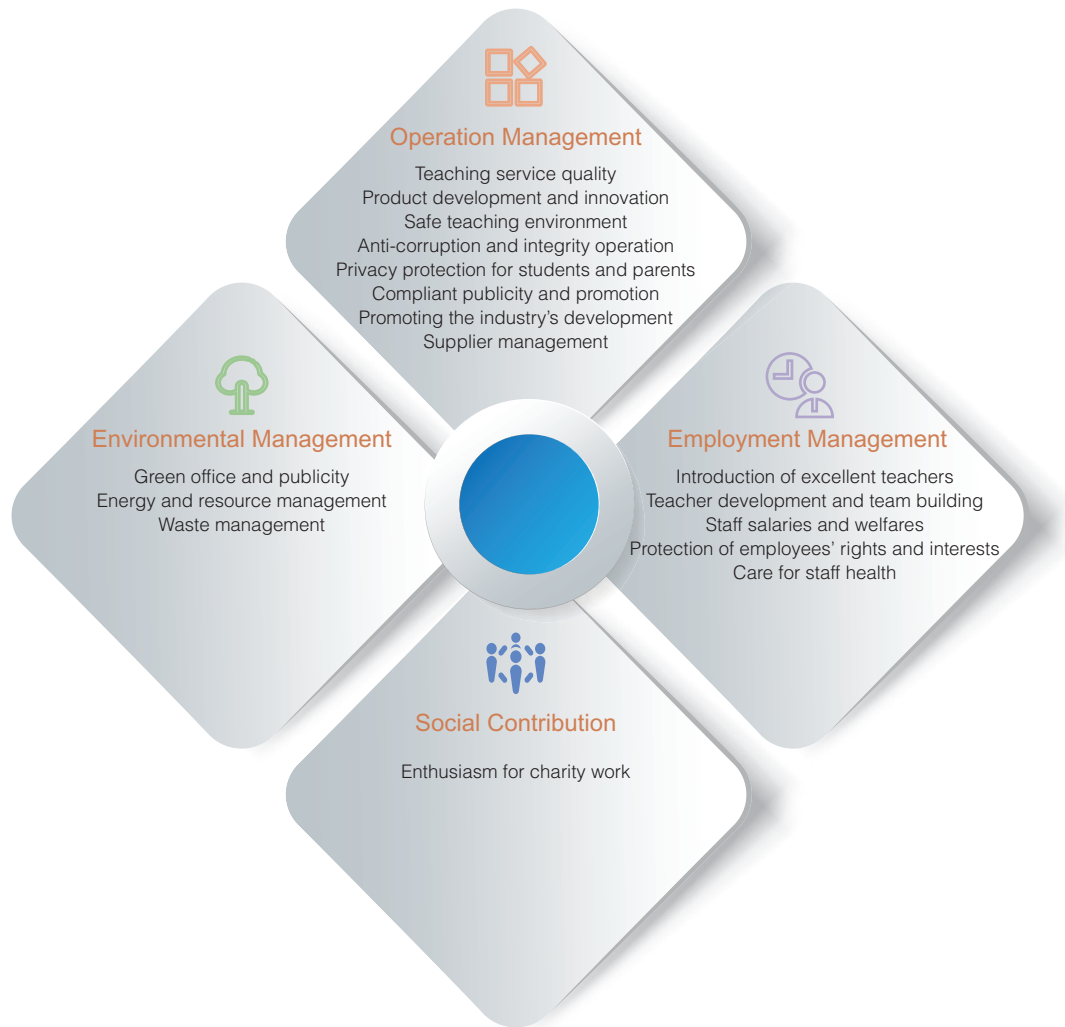 Operation Management
Teaching service quality
Product development and innovation
Safe teaching environment
Anti-corruption and integrity operation
Privacy protection for students and parents
Compliant publicity and promotion
Promoting the industry’s development
Supplier management
Environmental Management
Green office and publicity
Energy and resource management
Waste management
Employment Management
Introduction of excellent teachers
Teacher development and team building
Staff salaries and welfares
Protection of employees’ rights and interests
Care for staff health
Social Contribution
Enthusiasm for charity work